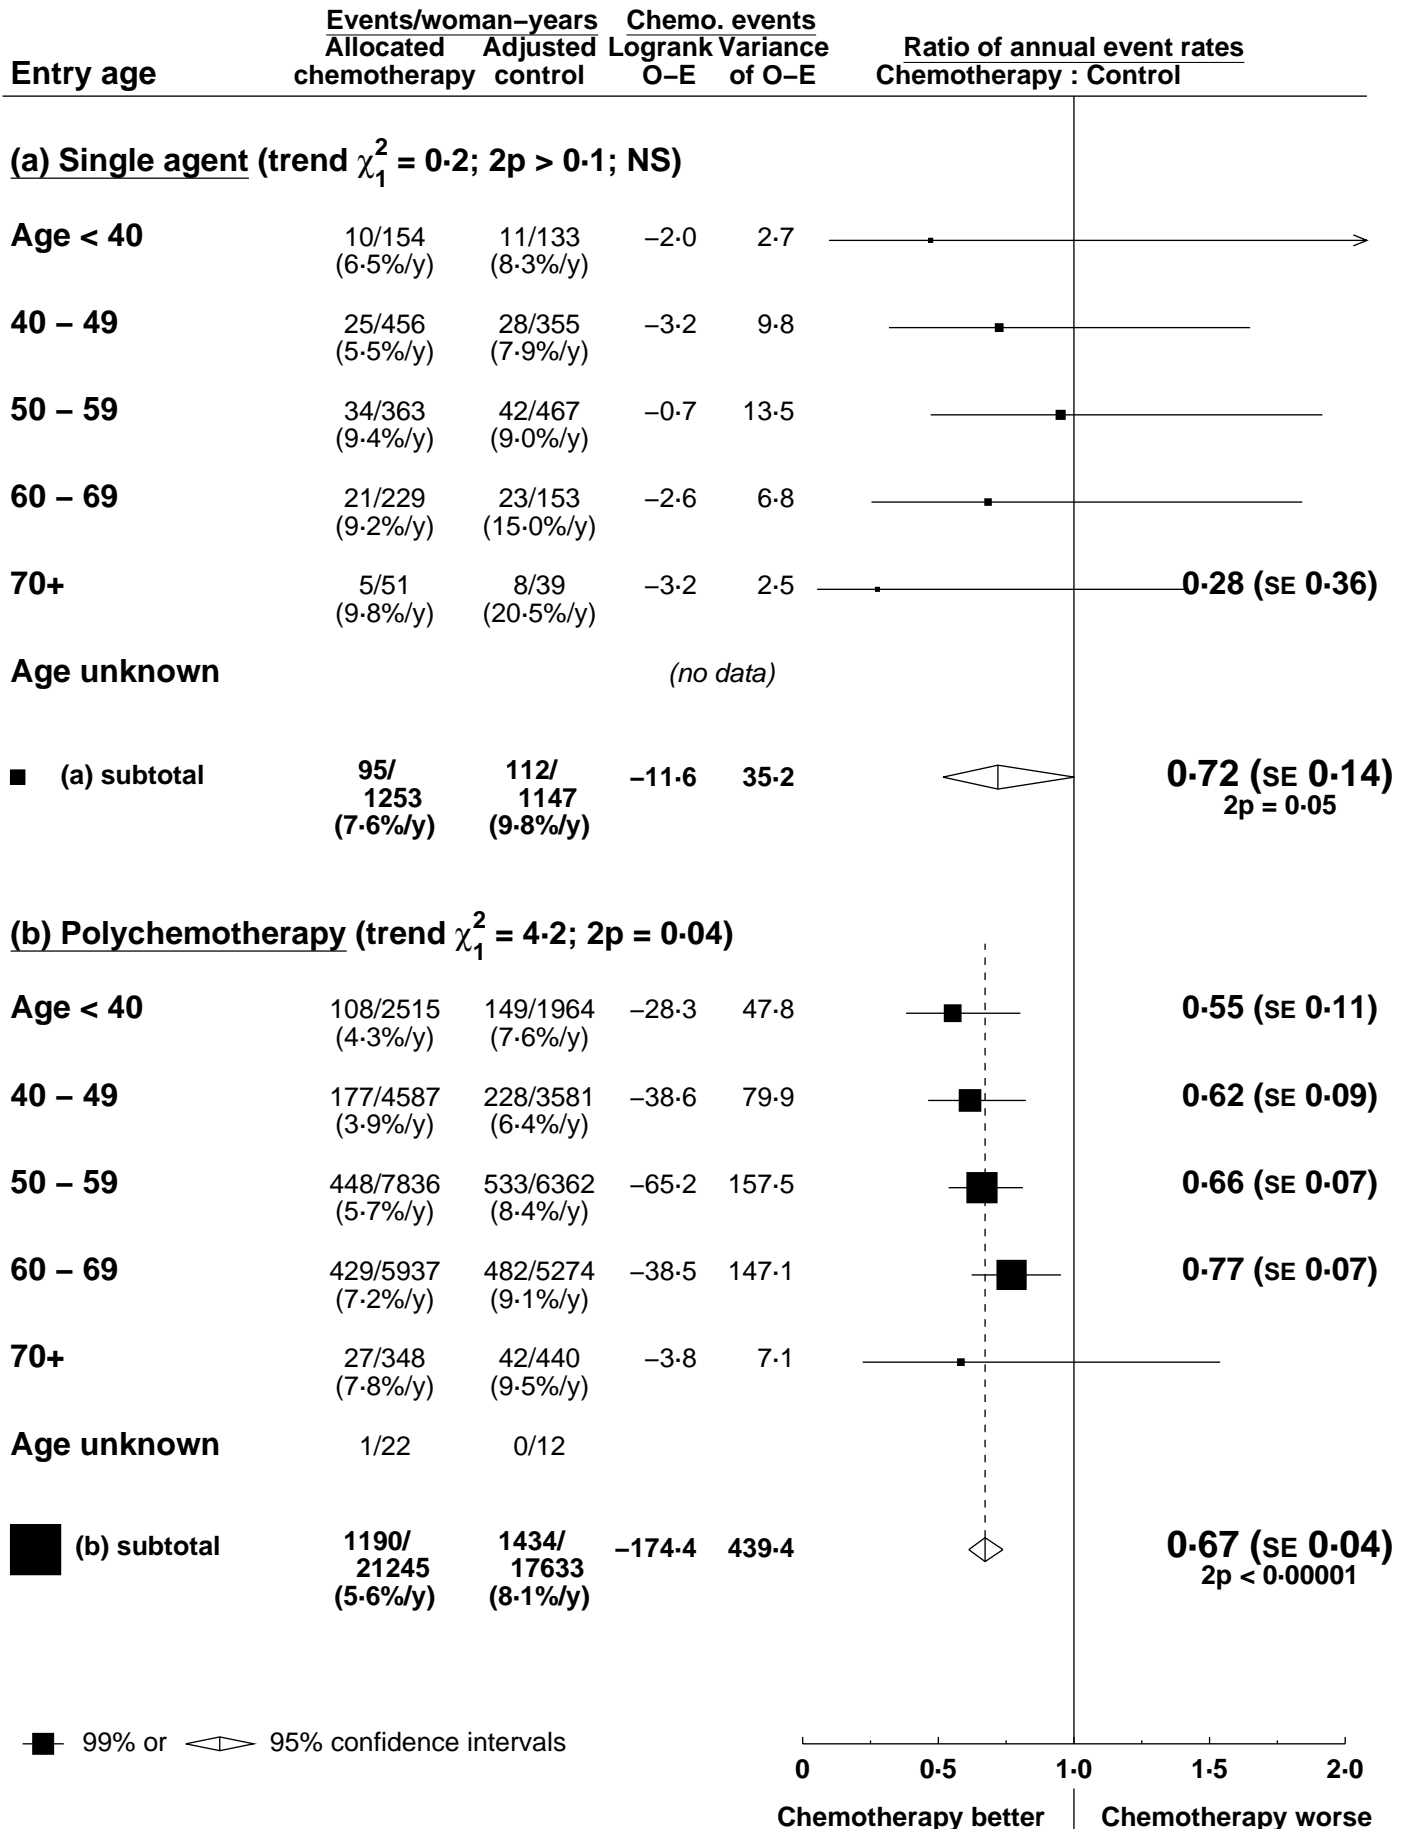 Events/woman–years Chemo. events
Allocated Adjusted Logrank Variance Ratio of annual event rates
Entry age chemotherapy control O–E of O–E Chemotherapy : Control
(a) Single agent (trend χ²₁ = 0·2; 2p > 0·1; NS)
Age < 40 10/154 11/133 –2·0 2·7
(6·5%/y) (8·3%/y)
40 – 49 25/456 28/355 –3·2 9·8
(5·5%/y) (7·9%/y)
50 – 59 34/363 42/467 –0·7 13·5
(9·4%/y) (9·0%/y)
60 – 69 21/229 23/153 –2·6 6·8
(9·2%/y) (15·0%/y)
70+ 5/51 8/39 –3·2 2·5 0·28 (SE 0·36)
(9·8%/y) (20·5%/y)
Age unknown (no data)
(a) subtotal 95/ 112/ –11·6 35·2 0·72 (SE 0·14)
1253 1147 2p = 0·05
(7·6%/y) (9·8%/y)
(b) Polychemotherapy (trend χ²₁ = 4·2; 2p = 0·04)
Age < 40 108/2515 149/1964 –28·3 47·8 0·55 (SE 0·11)
(4·3%/y) (7·6%/y)
40 – 49 177/4587 228/3581 –38·6 79·9 0·62 (SE 0·09)
(3·9%/y) (6·4%/y)
50 – 59 448/7836 533/6362 –65·2 157·5 0·66 (SE 0·07)
(5·7%/y) (8·4%/y)
60 – 69 429/5937 482/5274 –38·5 147·1 0·77 (SE 0·07)
(7·2%/y) (9·1%/y)
70+ 27/348 42/440 –3·8 7·1
(7·8%/y) (9·5%/y)
Age unknown 1/22 0/12
(b) subtotal 1190/ 1434/ –174·4 439·4 0·67 (SE 0·04)
21245 17633 2p < 0·00001
(5·6%/y) (8·1%/y)
99% or 95% confidence intervals
0 0·5 1·0 1·5 2·0
Chemotherapy better Chemotherapy worse